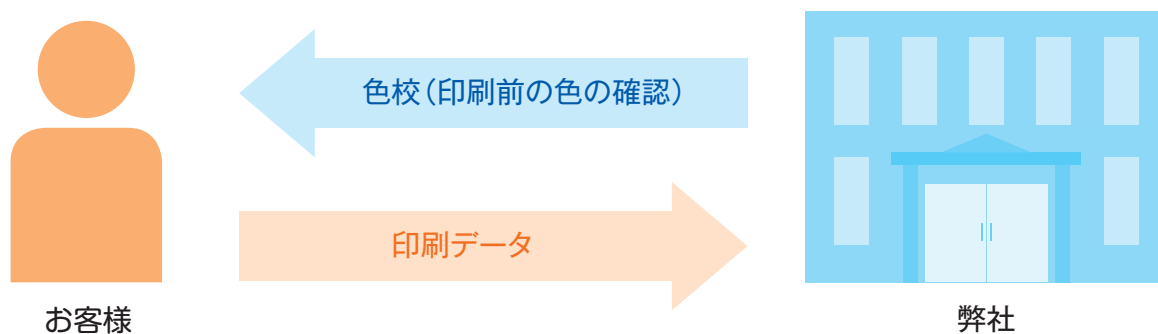 色校（印刷前の色の確認）
印刷データ
お客様
弊社